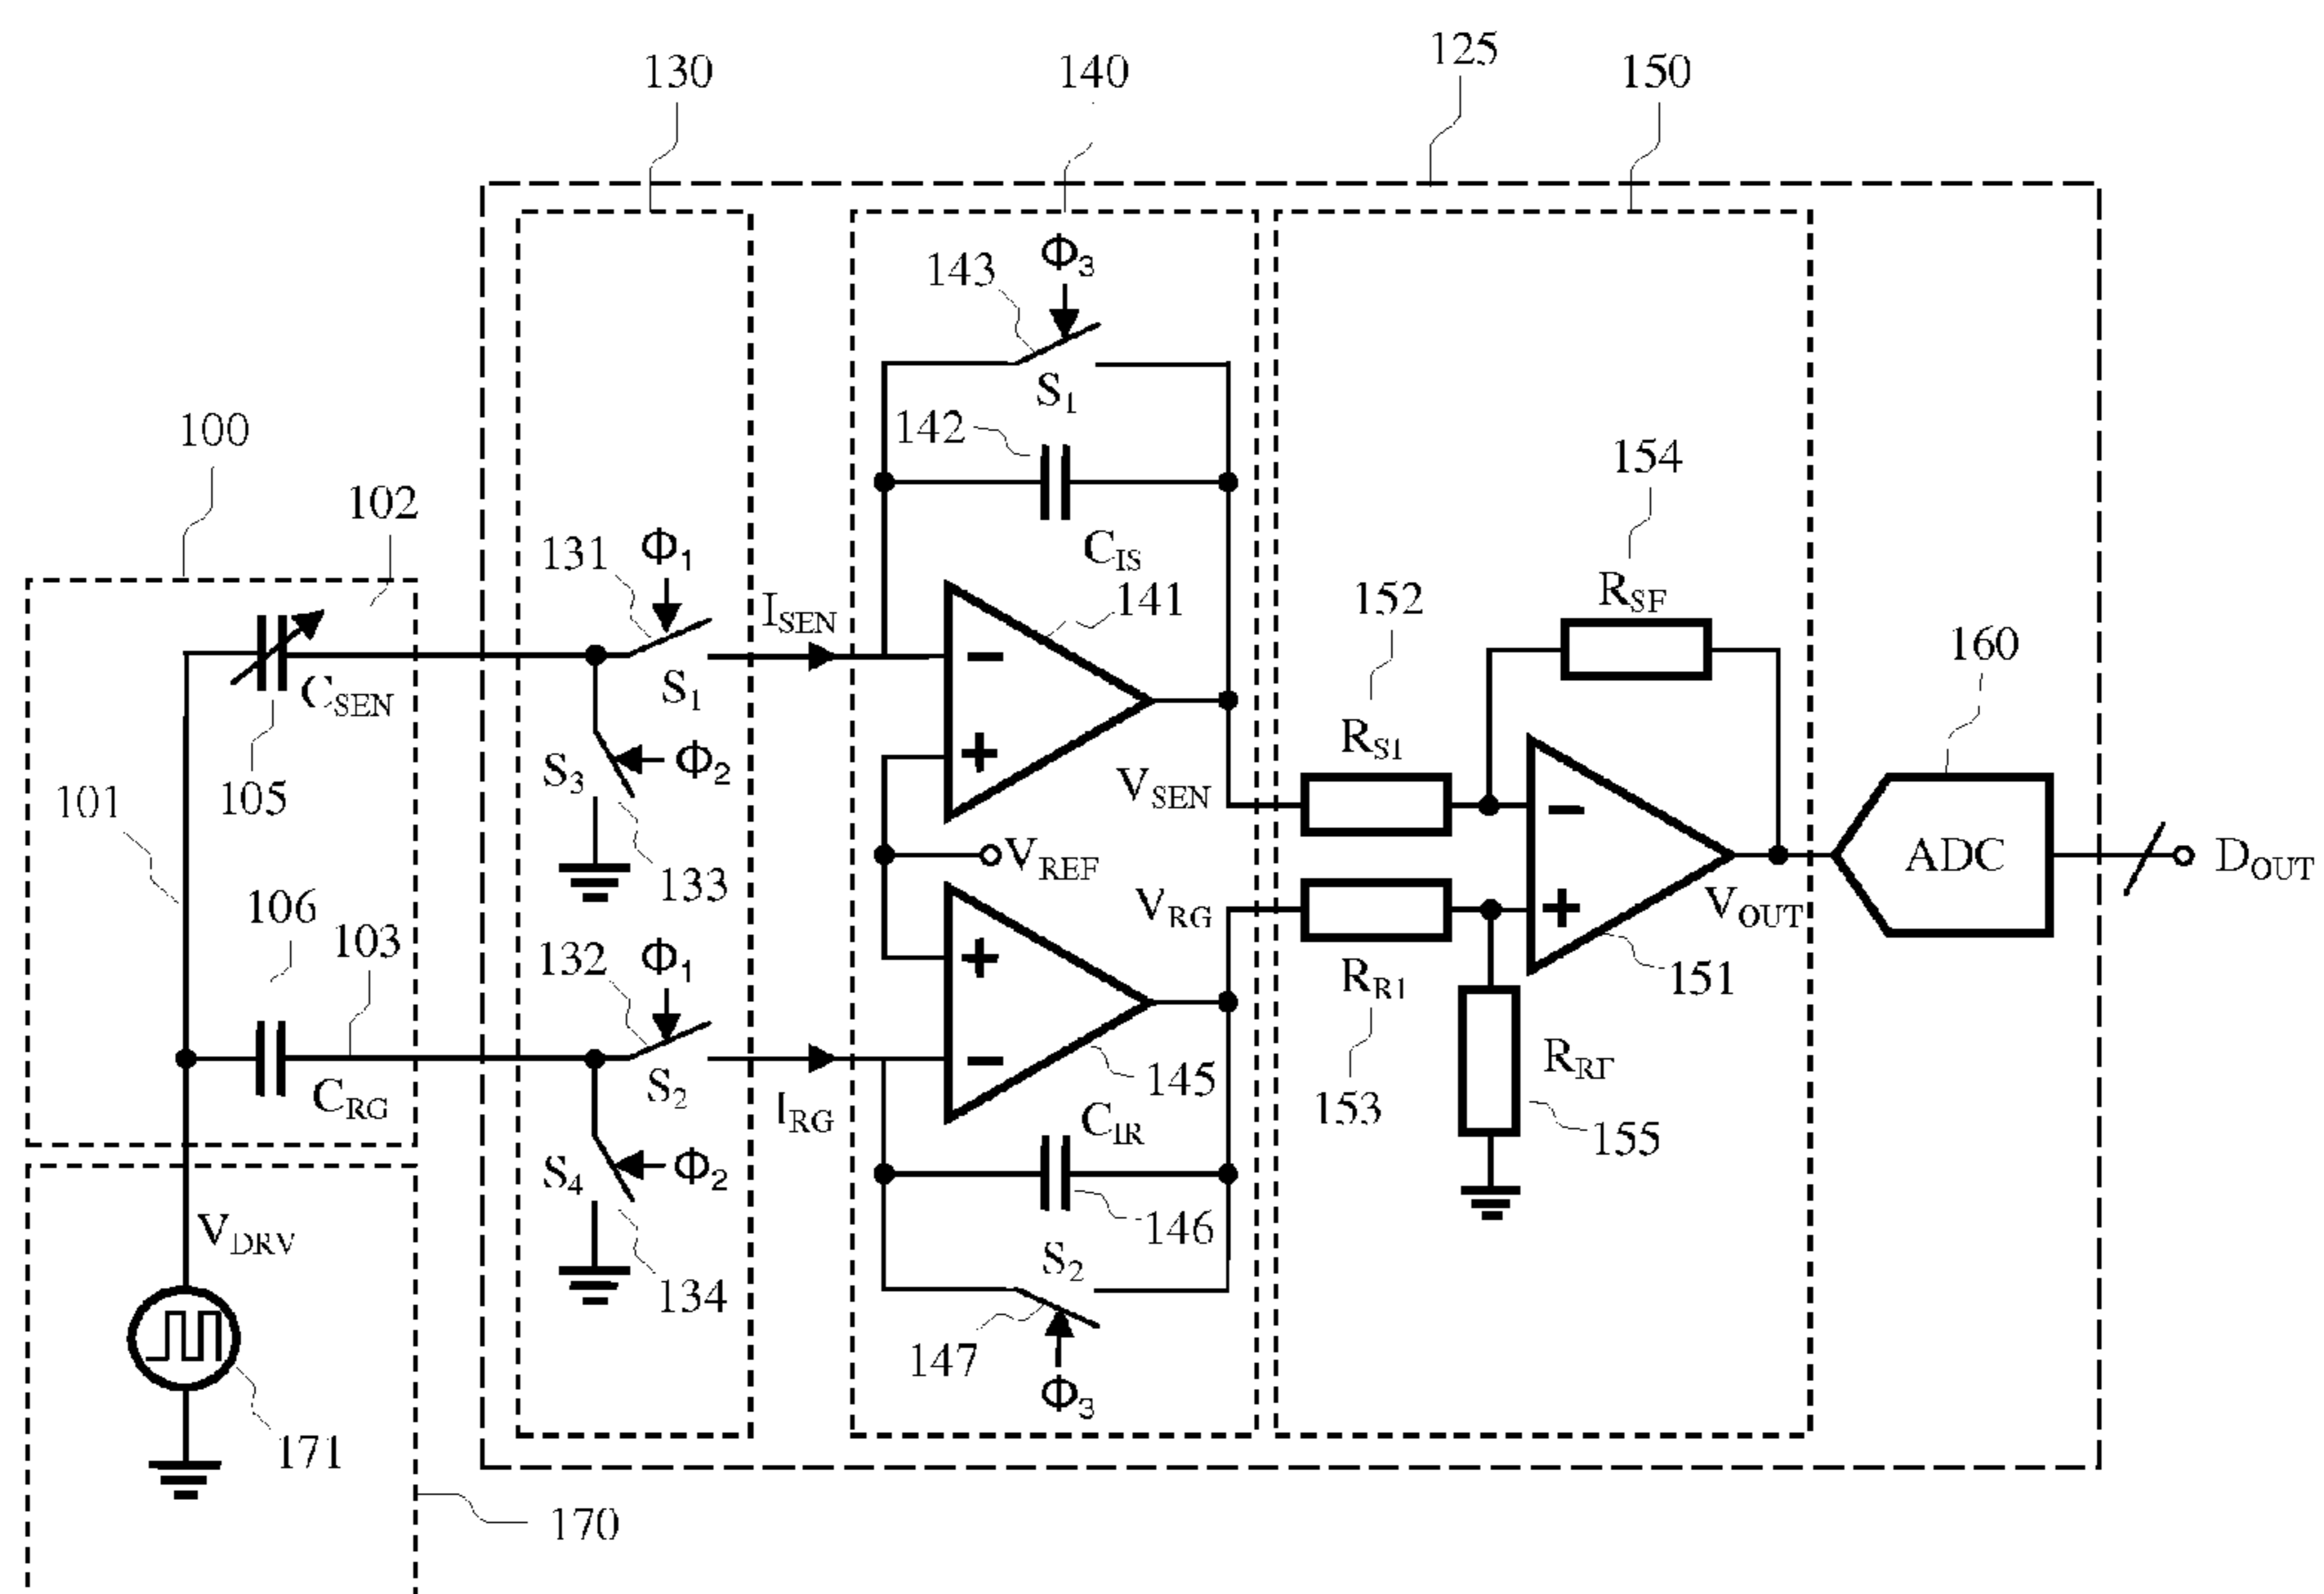 125
130
140
150
Φ3
143
S1
100
142
154
102
131
Φ1
CIS
RSF
152
141
ISEN
160
CSEN
S1
RS1
S3
Φ2
105
VSEN
101
ADC
DOUT
VREF
133
106
VRG
VOUT
103
132
Φ1
RR1
151
CRG
S2
145
RRF
IRG
153
CIR
155
S4
Φ2
146
VDRV
S2
134
147
Φ3
171
170